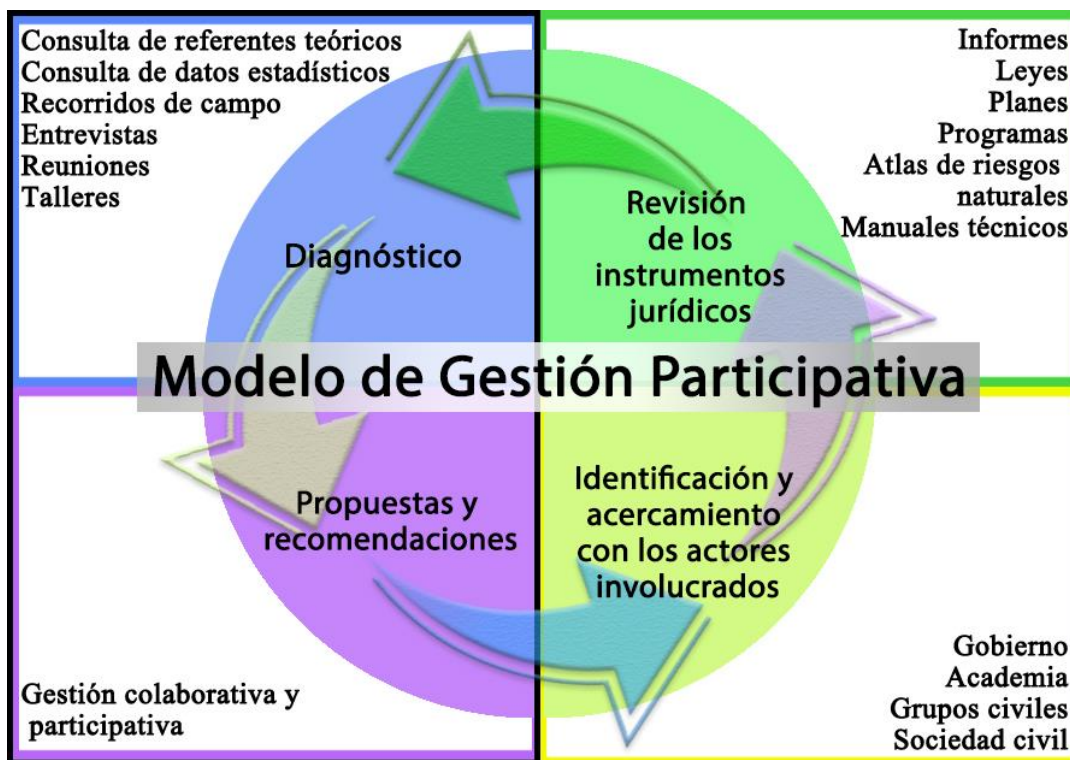 Consulta de referentes teóricos
Consulta de datos estadísticos
Recorridos de campo
Entrevistas
Reuniones
Talleres
Diagnóstico
Informes
Leyes
Planes
Programas
Atlas de riesgos
naturales
Manuales técnicos
Revisión
de los
instrumentos
jurídicos
Modelo de Gestión Participativa
Propuestas y
recomendaciones
Gestión colaborativa y
participativa
Identificación y
acercamiento
con los actores
involucrados
Gobierno
Academia
Grupos civiles
Sociedad civil